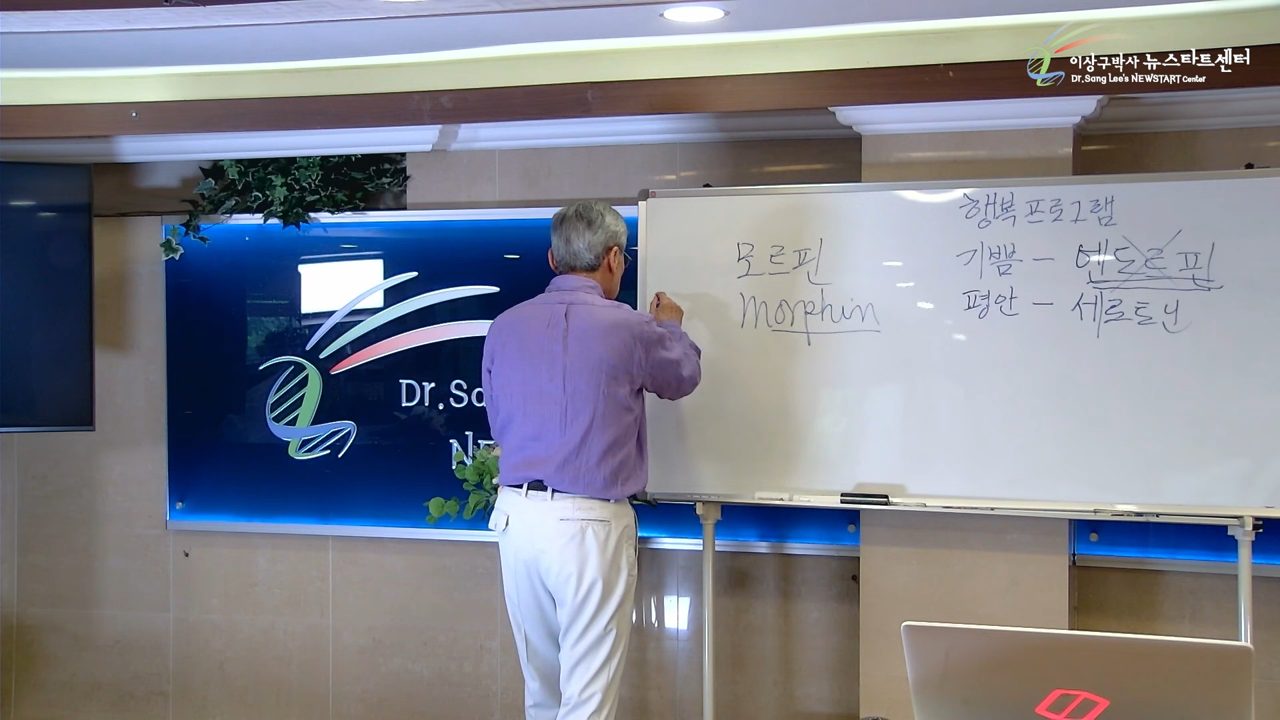 이상구박사 뉴스타트센터
Dr. Sang Lee's NEWSTART Center
행복프로그램
모르핀
기쁨 - 엔도르핀
morphin
평안 - 세로토닌
Dr.Sa